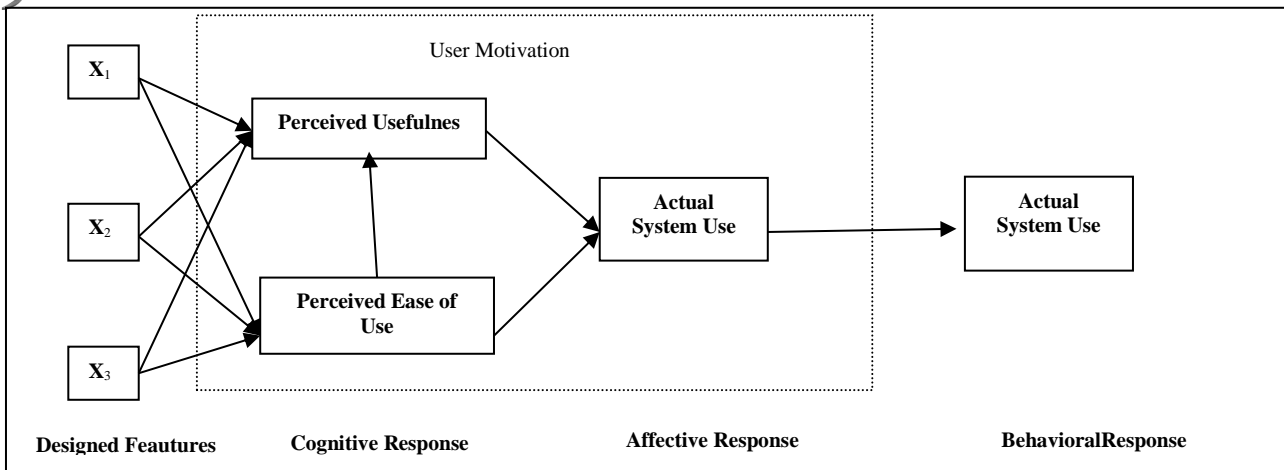 User Motivation
X₁
Perceived Usefulnes
X₂
Actual
System Use
Actual
System Use
Perceived Ease of
Use
X₃
Designed Feautures
Cognitive Response
Affective Response
BehavioralResponse